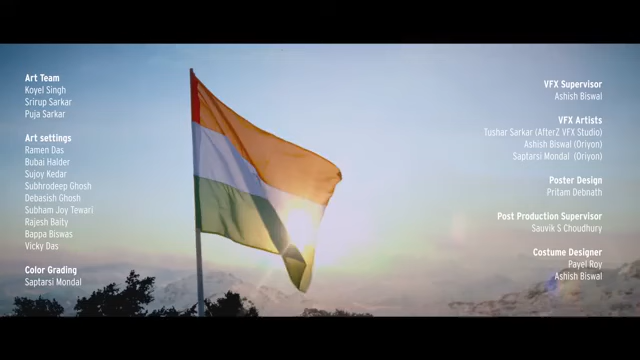 Art Team
Koyel Singh
Srirup Sarkar
Puja Sarkar
Art settings
Ramen Das
Bubai Halder
Sujoy Kedar
Subhrodeep Ghosh
Debasish Ghosh
Subham Joy Tewari
Rajesh Baity
Bappa Biswas
Vicky Das
Color Grading
Saptarsi Mondal
VFX Supervisor
Ashish Biswal
VFX Artists
Tushar Sarkar (AfterZ VFX Studio)
Ashish Biswal (Oriyon)
Saptarsi Mondal (Oriyon)
Poster Design
Pritam Debnath
Post Production Supervisor
Sauvik S Choudhury
Costume Designer
Payel Roy
Ashish Biswal